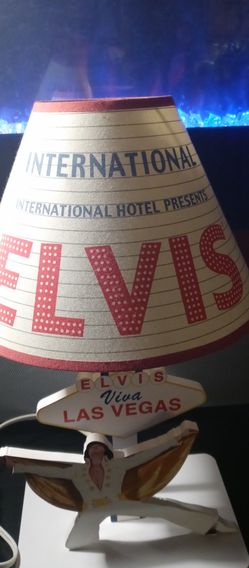 INTERNATIONAL
INTERNATIONAL HOTEL PRESENTS
ELVIS
ELVIS
Viva
LAS VEGAS